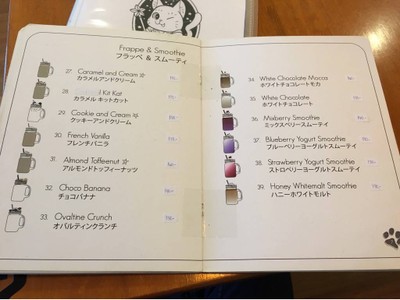 Frappe & Smoothie
フラッペ & スムーティ
27. Caramel and Cream ☆
カラメルアンドクリーム
28. Kit Kat
カラメル キットカット
29. Cookie and Cream
クッキーアンドクリーム
30. French Vanilla
フレンチバニラ
31. Almond Toffeenut ☆
アルモンドトッフィーナッツ
32. Choco Banana
チョコバナナ
33. Ovaltine Crunch
オバルティンクランチ
34. White Chocolate Mocca
ホワイトチョコレートモカ
35. White Chocolate
ホワイトチョコレート
36. Mixberry Smoothie
ミックスベリースムーティ
37. Blueberry Yogurt Smoothie
ブルーベリーヨーグルトスムーティ
38. Strawberry Yogurt Smoothie
ストロベリーヨーグルトスムーティ
39. Honey Whitemalt Smoothie
ハニーホワイトモルト